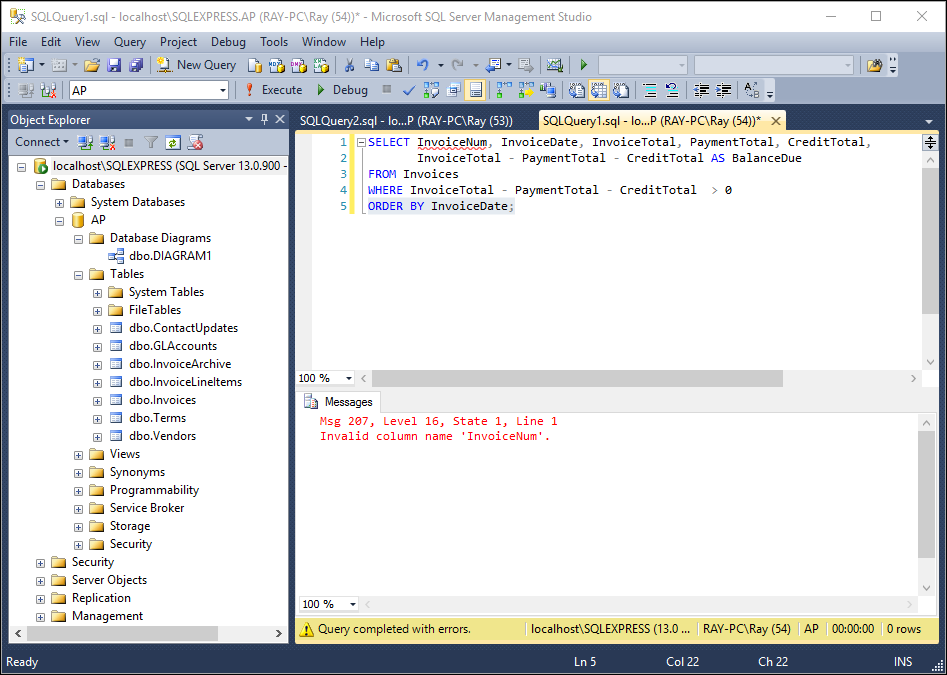 SQLQuery1.sql - localhost\SQLEXPRESS.AP (RAY-PC\Ray (54))* - Microsoft SQL Server Management Studio
File Edit View Query Project Debug Tools Window Help
New Query
AP Execute Debug
Object Explorer
Connect
localhost\SQLEXPRESS (SQL Server 13.0.900 -
Databases
System Databases
AP
Database Diagrams
dbo.DIAGRAM1
Tables
System Tables
FileTables
dbo.ContactUpdates
dbo.GLAccounts
dbo.InvoiceArchive
dbo.InvoiceLineItems
dbo.Invoices
dbo.Terms
dbo.Vendors
Views
Synonyms
Programmability
Service Broker
Storage
Security
Security
Server Objects
Replication
Management
SQLQuery2.sql - lo...P (RAY-PC\Ray (53)) SQLQuery1.sql - lo...P (RAY-PC\Ray (54))*
1 SELECT InvoiceNum, InvoiceDate, InvoiceTotal, PaymentTotal, CreditTotal,
2 InvoiceTotal - PaymentTotal - CreditTotal AS BalanceDue
3 FROM Invoices
4 WHERE InvoiceTotal - PaymentTotal - CreditTotal > 0
5 ORDER BY InvoiceDate;
100 %
Messages
Msg 207, Level 16, State 1, Line 1
Invalid column name 'InvoiceNum'.
100 %
Query completed with errors. localhost\SQLEXPRESS (13.0 ... RAY-PC\Ray (54) AP 00:00:00 0 rows
Ready Ln 5 Col 22 Ch 22 INS